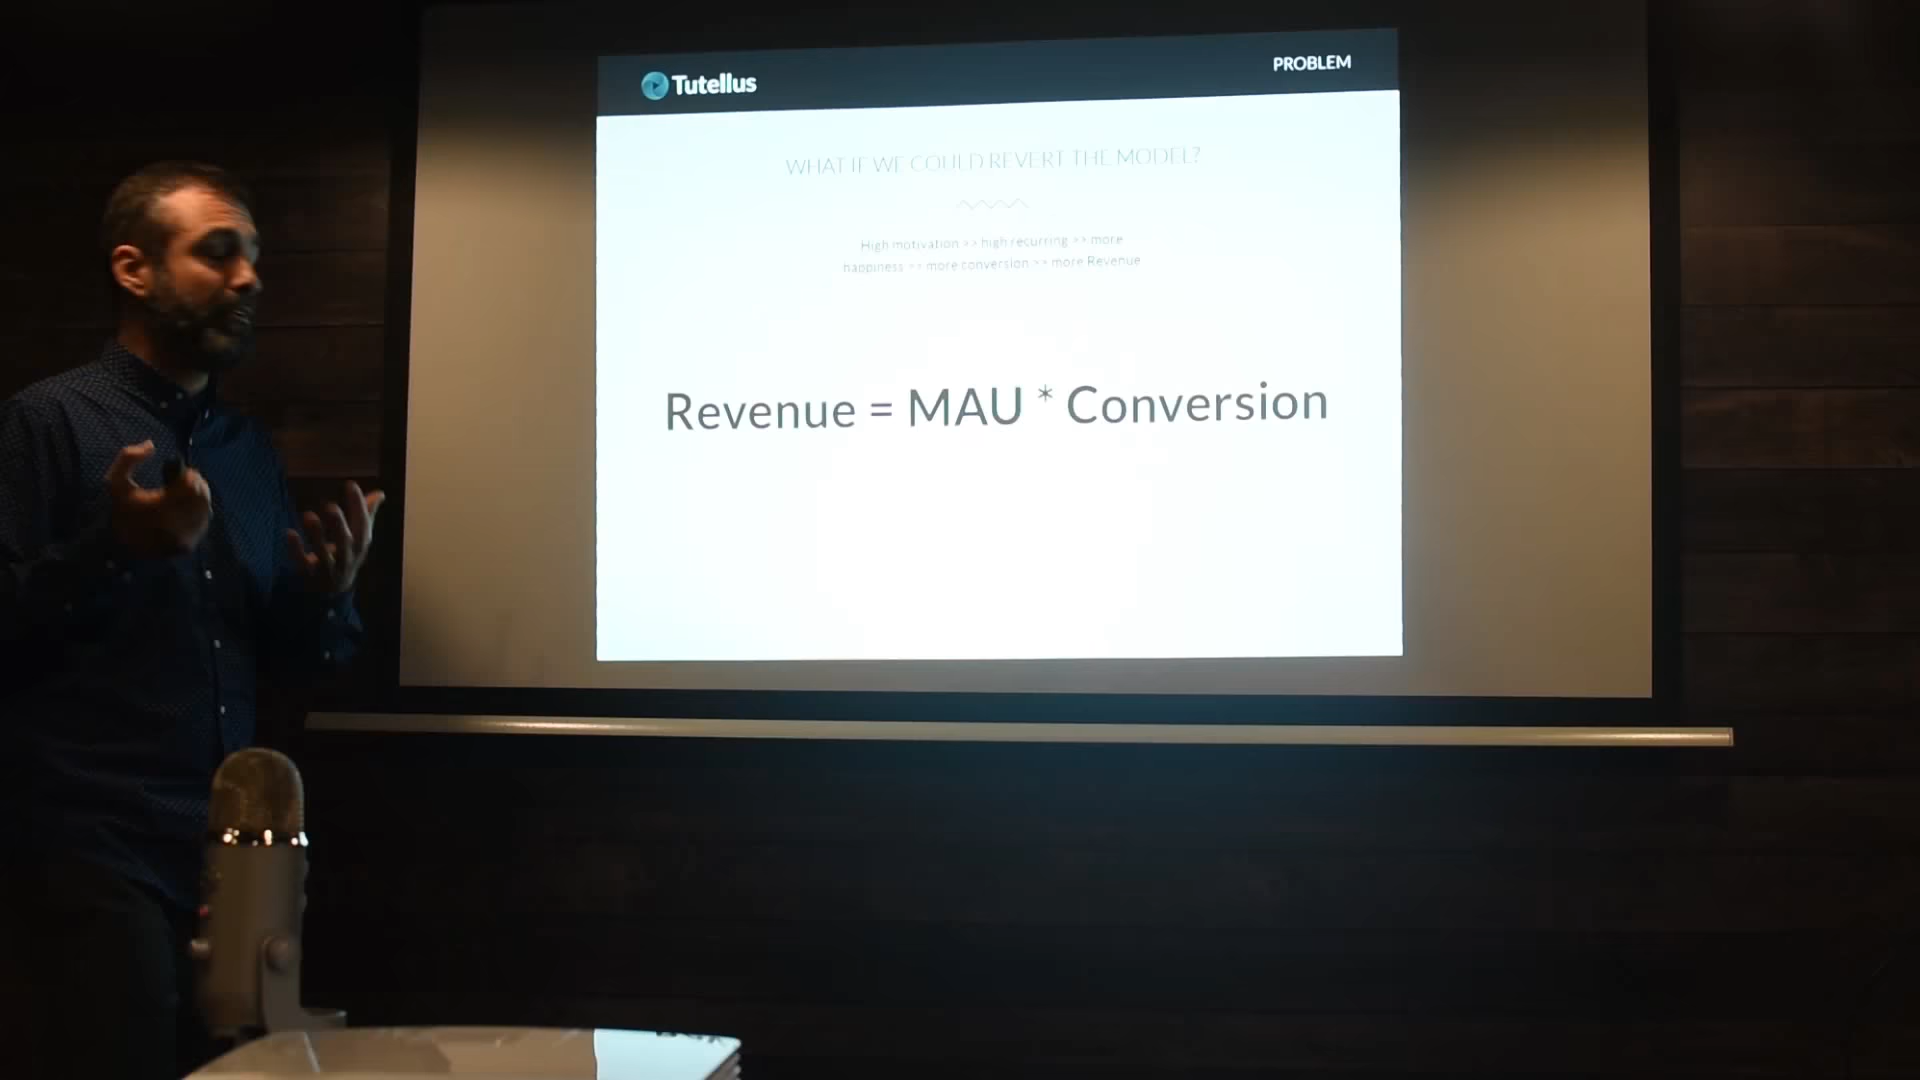 Tutellus
PROBLEM
WHAT IF WE COULD REVERT THE MODEL?
High motivation >> high recurring >> more
happiness >> more conversion >> more Revenue
Revenue = MAU * Conversion